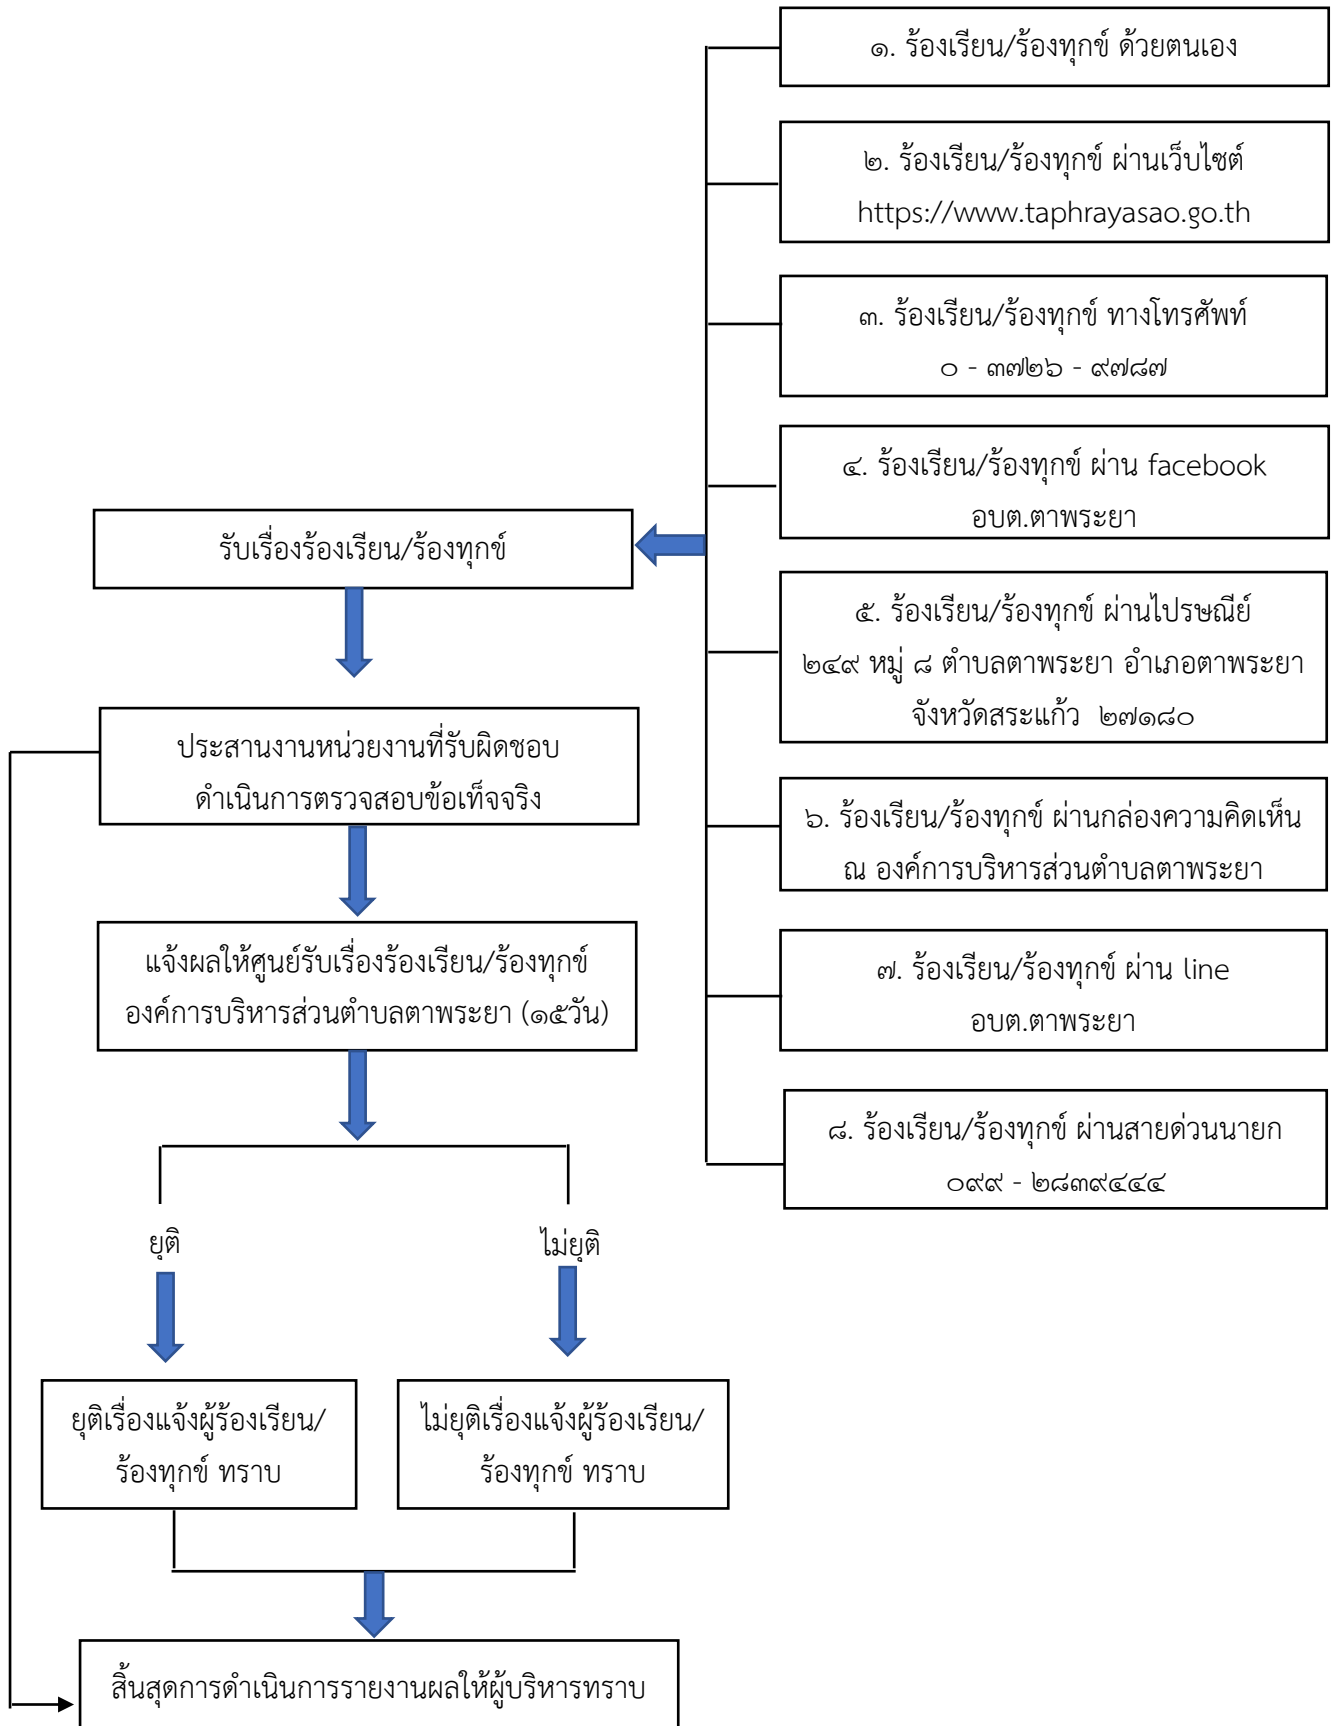 ๑. ร้องเรียน/ร้องทุกข์ ด้วยตนเอง
๒. ร้องเรียน/ร้องทุกข์ ผ่านเว็บไซต์
https://www.taphrayasao.go.th
๓. ร้องเรียน/ร้องทุกข์ ทางโทรศัพท์
๐ - ๓๗๒๖ - ๙๗๘๗
๔. ร้องเรียน/ร้องทุกข์ ผ่าน facebook
อบต.ตาพระยา
๕. ร้องเรียน/ร้องทุกข์ ผ่านไปรษณีย์
๒๔๙ หมู่ ๘ ตำบลตาพระยา อำเภอตาพระยา
จังหวัดสระแก้ว ๒๗๑๘๐
๖. ร้องเรียน/ร้องทุกข์ ผ่านกล่องความคิดเห็น
ณ องค์การบริหารส่วนตำบลตาพระยา
๗. ร้องเรียน/ร้องทุกข์ ผ่าน line
อบต.ตาพระยา
๘. ร้องเรียน/ร้องทุกข์ ผ่านสายด่วนนายก
๐๙๙ - ๒๘๓๙๔๔๔
รับเรื่องร้องเรียน/ร้องทุกข์
ประสานงานหน่วยงานที่รับผิดชอบ
ดำเนินการตรวจสอบข้อเท็จจริง
แจ้งผลให้ศูนย์รับเรื่องร้องเรียน/ร้องทุกข์
องค์การบริหารส่วนตำบลตาพระยา (๑๕วัน)
ยุติ
ไม่ยุติ
ยุติเรื่องแจ้งผู้ร้องเรียน/
ร้องทุกข์ ทราบ
ไม่ยุติเรื่องแจ้งผู้ร้องเรียน/
ร้องทุกข์ ทราบ
สิ้นสุดการดำเนินการรายงานผลให้ผู้บริหารทราบ